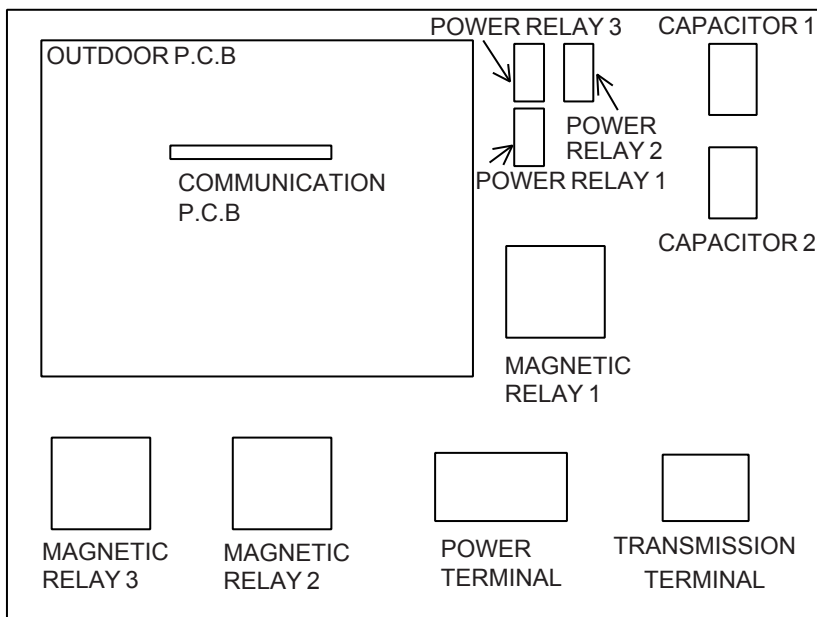 POWER RELAY 3
CAPACITOR 1
OUTDOOR P.C.B
POWER
RELAY 2
COMMUNICATION
P.C.B
POWER RELAY 1
CAPACITOR 2
MAGNETIC
RELAY 1
MAGNETIC
RELAY 3
MAGNETIC
RELAY 2
POWER
TERMINAL
TRANSMISSION
TERMINAL